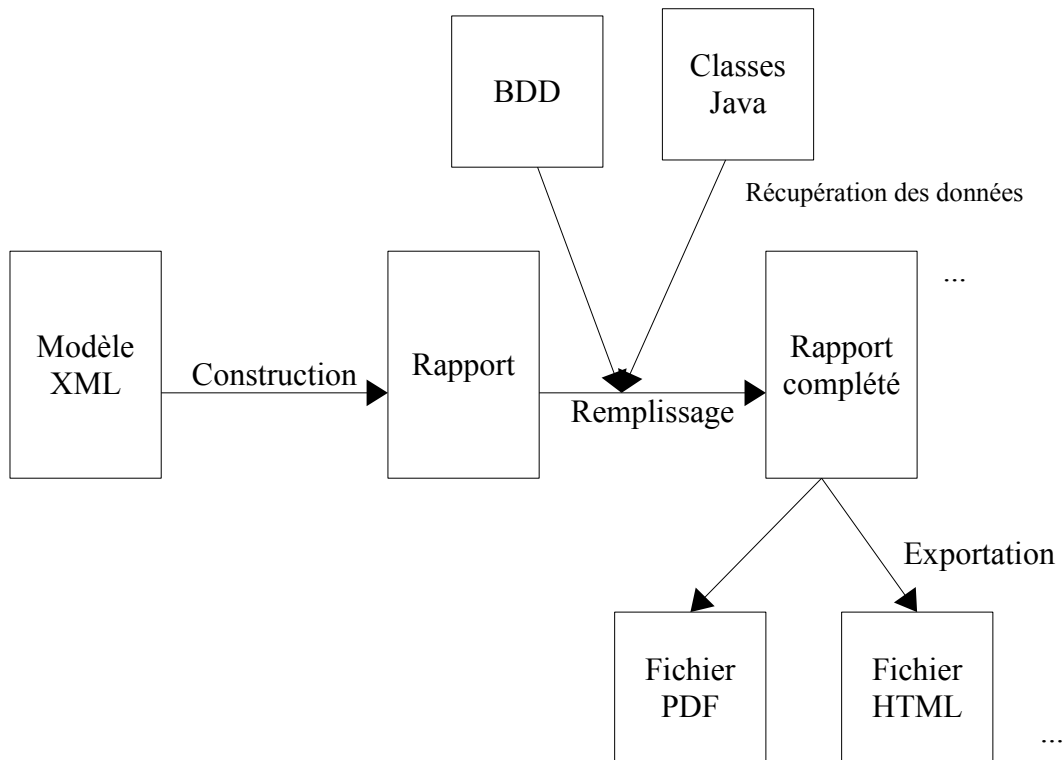 BDD
Classes
Java
Récupération des données
...
Modèle
XML
Construction
Rapport
Remplissage
Rapport
complété
Exportation
Fichier
PDF
Fichier
HTML
...